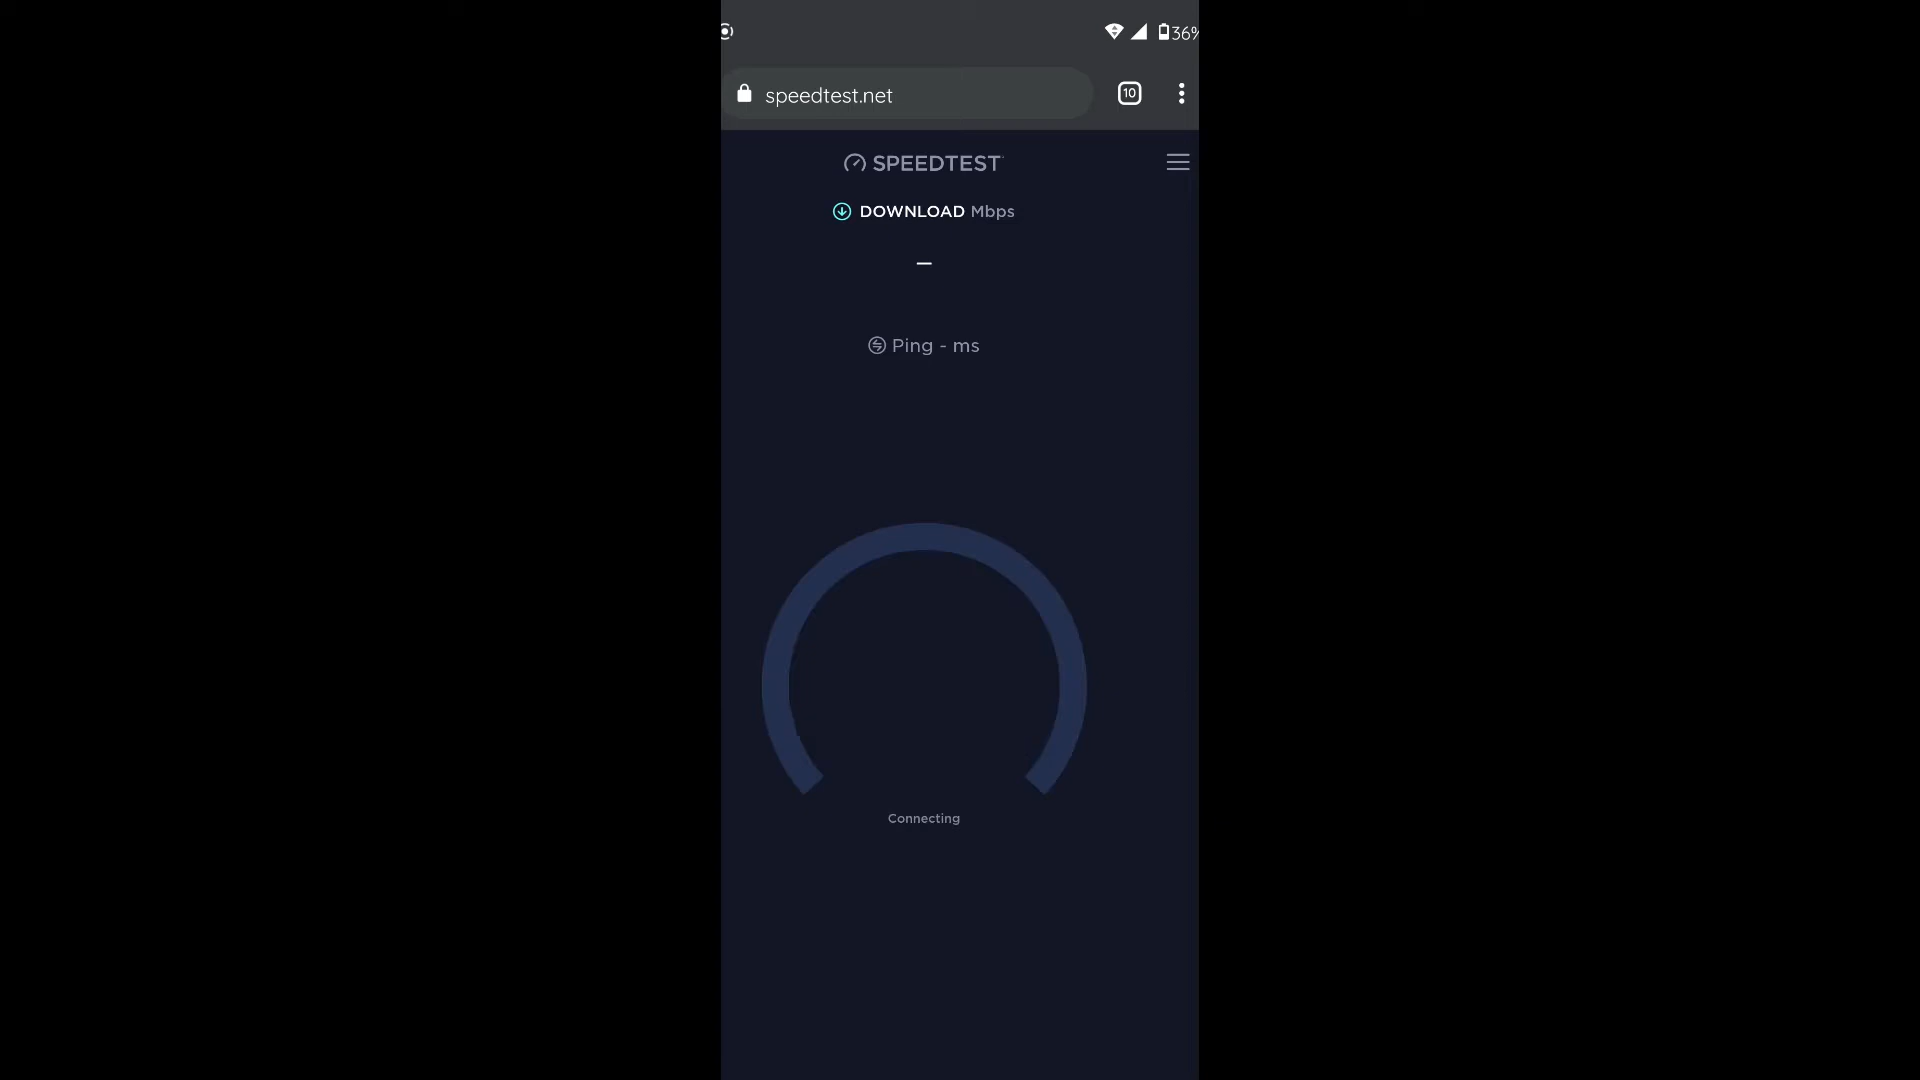 36%
speedtest.net
10
SPEEDTEST
DOWNLOAD Mbps
—
Ping - ms
Connecting